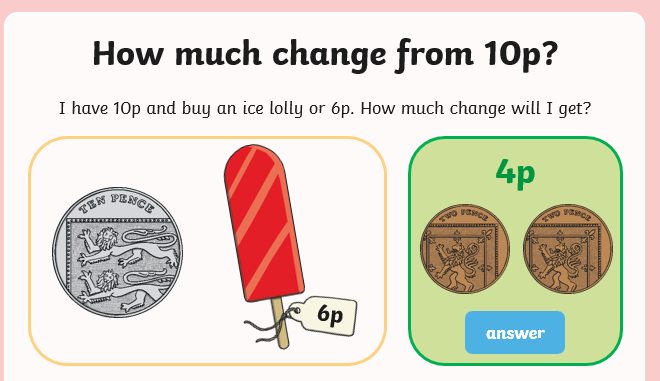 How much change from 10p?
I have 10p and buy an ice lolly or 6p. How much change will I get?
TEN PENCE
6p
4p
TWO PENCE
TWO PENCE
answer